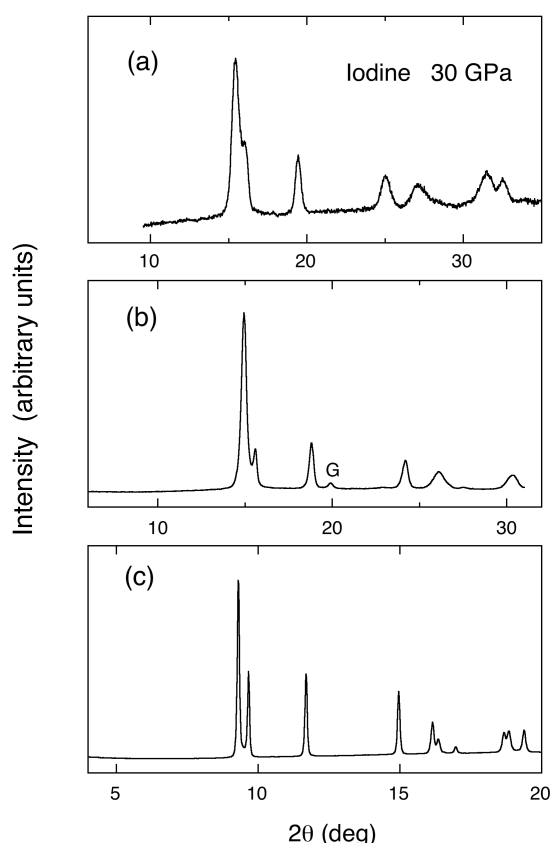 (a)
Iodine 30 GPa
10 20 30
(b)
G
10 20 30
(c)
5 10 15 20
2θ (deg)
Intensity (arbitrary units)